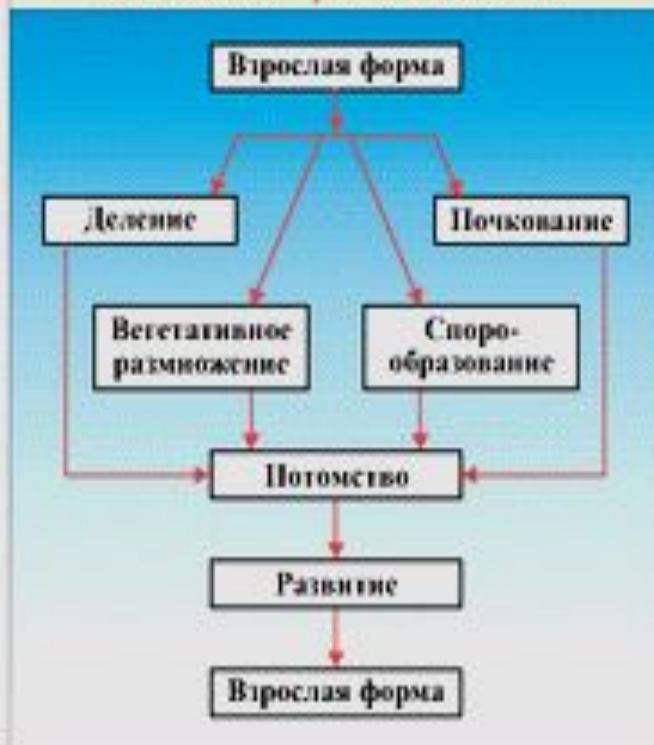 Взрослая форма
Деление
Почкование
Вегетативное
размножение
Споро-
образование
Потомство
Развитие
Взрослая форма